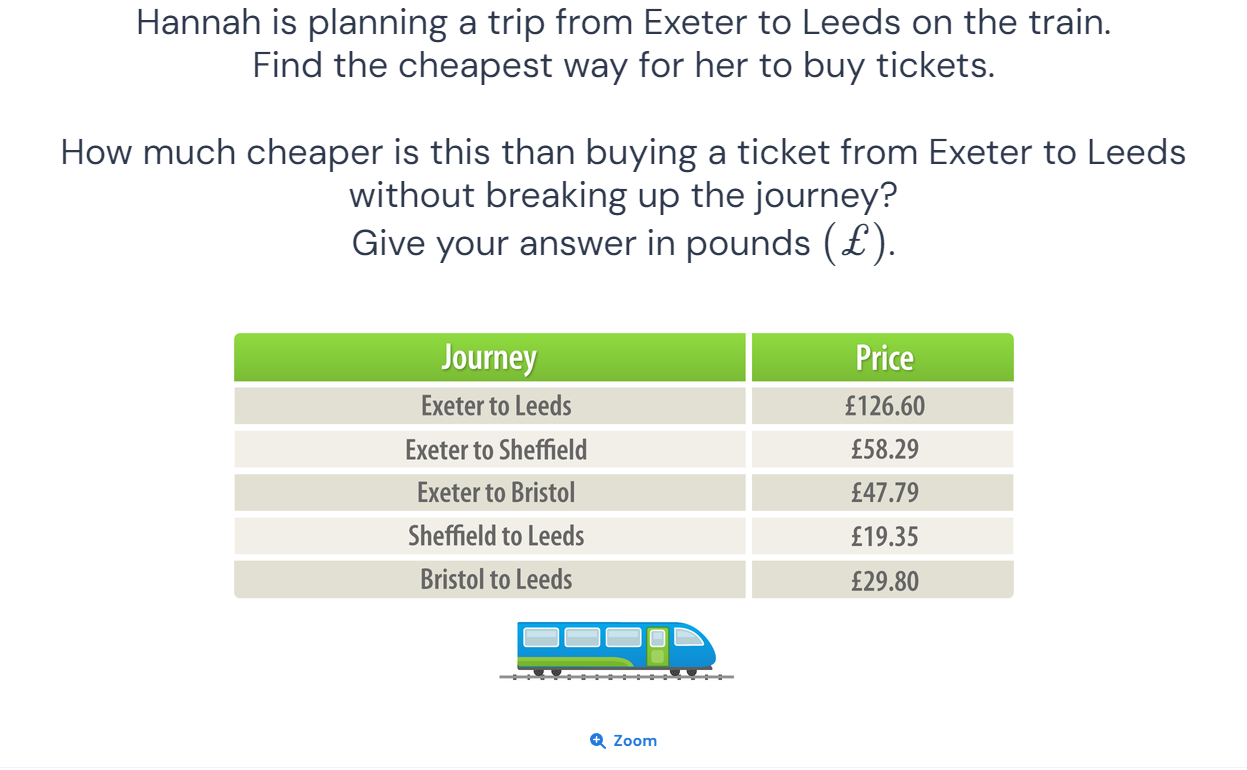 Hannah is planning a trip from Exeter to Leeds on the train.
Find the cheapest way for her to buy tickets.
How much cheaper is this than buying a ticket from Exeter to Leeds
without breaking up the journey?
Give your answer in pounds (£).
Journey Price
Exeter to Leeds £126.60
Exeter to Sheffield £58.29
Exeter to Bristol £47.79
Sheffield to Leeds £19.35
Bristol to Leeds £29.80
Zoom